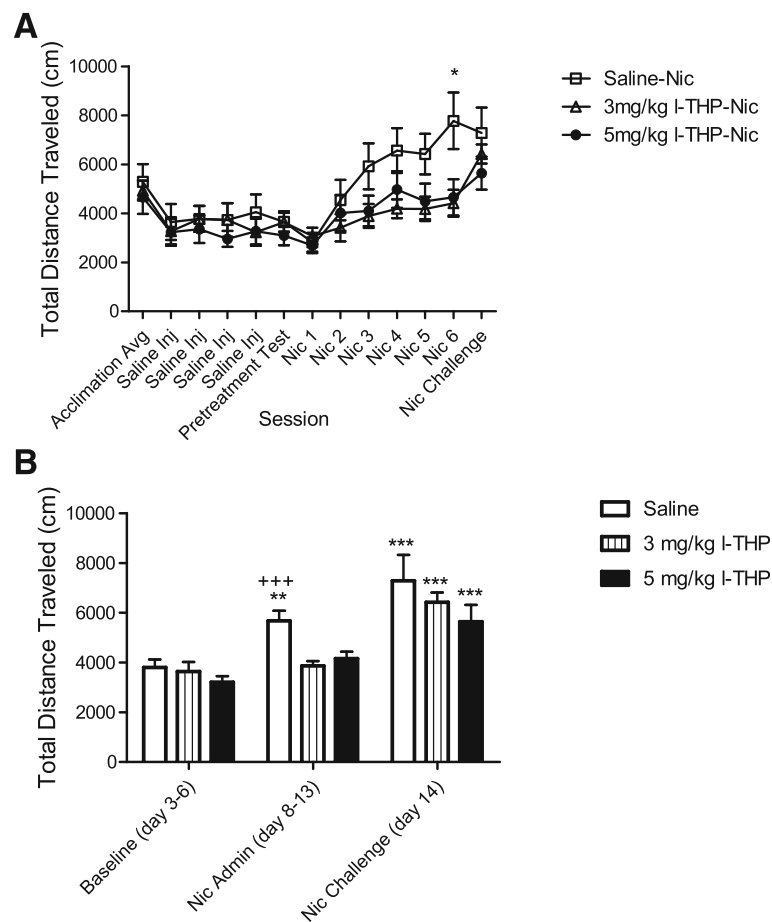 A
Total Distance Traveled (cm)
10000
8000
6000
4000
2000
0
*
Saline-Nic
3mg/kg l-THP-Nic
5mg/kg l-THP-Nic
Acclimation Avg
Saline Inj
Saline Inj
Saline Inj
Saline Inj
Pretreatment Test
Nic 1
Nic 2
Nic 3
Nic 4
Nic 5
Nic 6
Nic Challenge
Session
B
Total Distance Traveled (cm)
10000
8000
6000
4000
2000
0
+++
**
***
***
***
Saline
3 mg/kg l-THP
5 mg/kg l-THP
Baseline (day 3-6)
Nic Admin (day 8-13)
Nic Challenge (day 14)